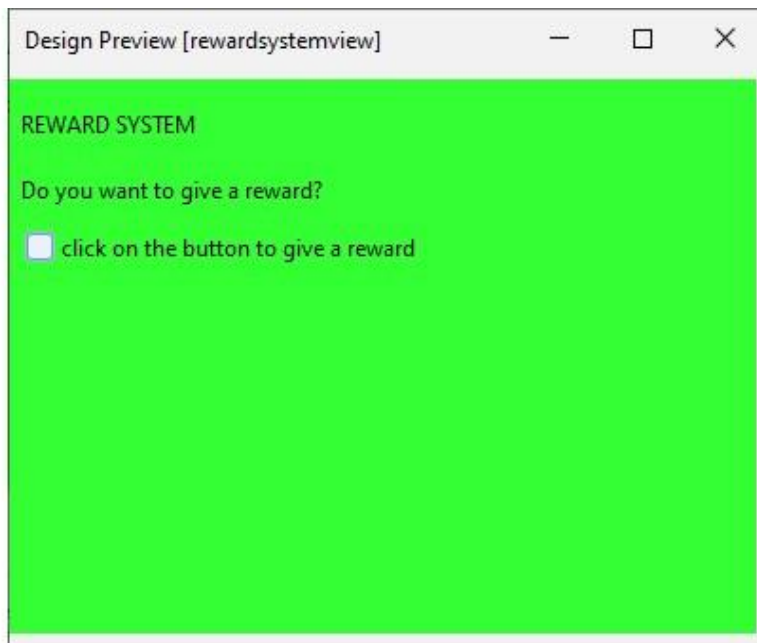 Design Preview [rewardsystemview]
REWARD SYSTEM
Do you want to give a reward?
click on the button to give a reward